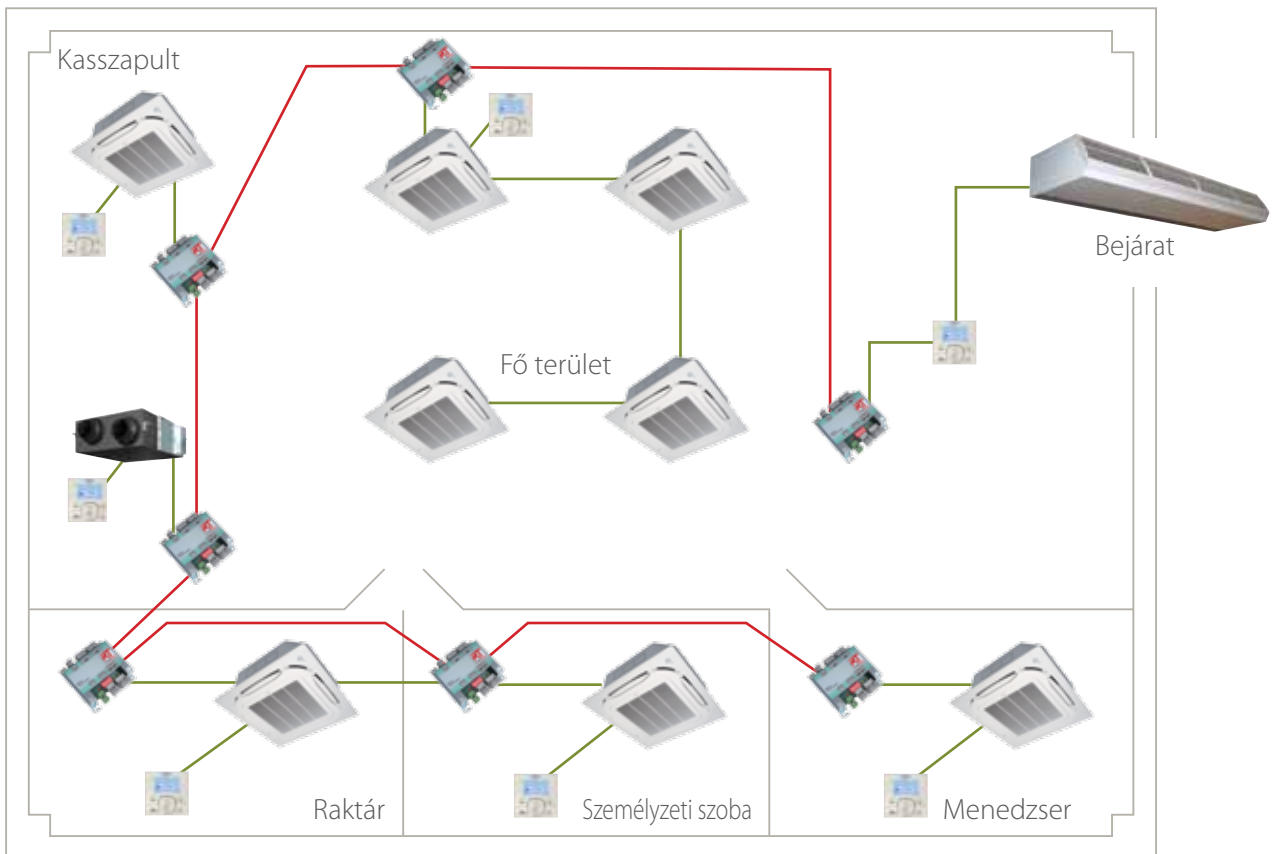 Kasszapult
Bejárat
Fő terület
Raktár
Személyzeti szoba
Menedzser